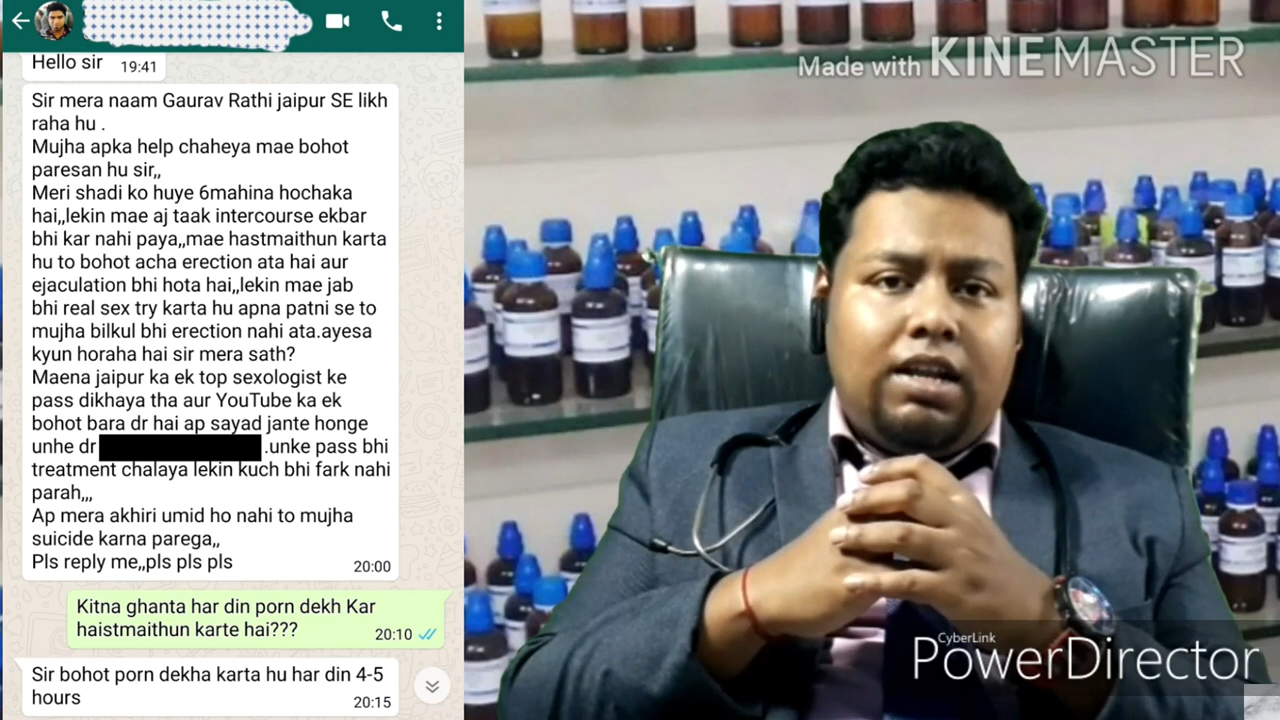 Made with KINEMASTER
Hello sir 19:41
Sir mera naam Gaurav Rathi jaipur SE likh
raha hu .
Mujha apka help chaheya mae bohot
paresan hu sir,,
Meri shadi ko huye 6mahina hochaka
hai,,lekin mae aj taak intercourse ekbar
bhi kar nahi paya,,mae hastmaithun karta
hu to bohot acha erection ata hai aur
ejaculation bhi hota hai,,lekin mae jab
bhi real sex try karta hu apna patni se to
mujha bilkul bhi erection nahi ata.ayesa
kyun horaha hai sir mera sath?
Maena jaipur ka ek top sexologist ke
pass dikhaya tha aur YouTube ka ek
bohot bara dr hai ap sayad jante honge
unhe dr .unke pass bhi
treatment chalaya lekin kuch bhi fark nahi
parah,,,
Ap mera akhiri umid ho nahi to mujha
suicide karna parega,,
Pls reply me,,pls pls pls 20:00
Kitna ghanta har din porn dekh Kar
haistmaithun karte hai??? 20:10
Sir bohot porn dekha karta hu har din 4-5
hours 20:15
CyberLink
PowerDirector